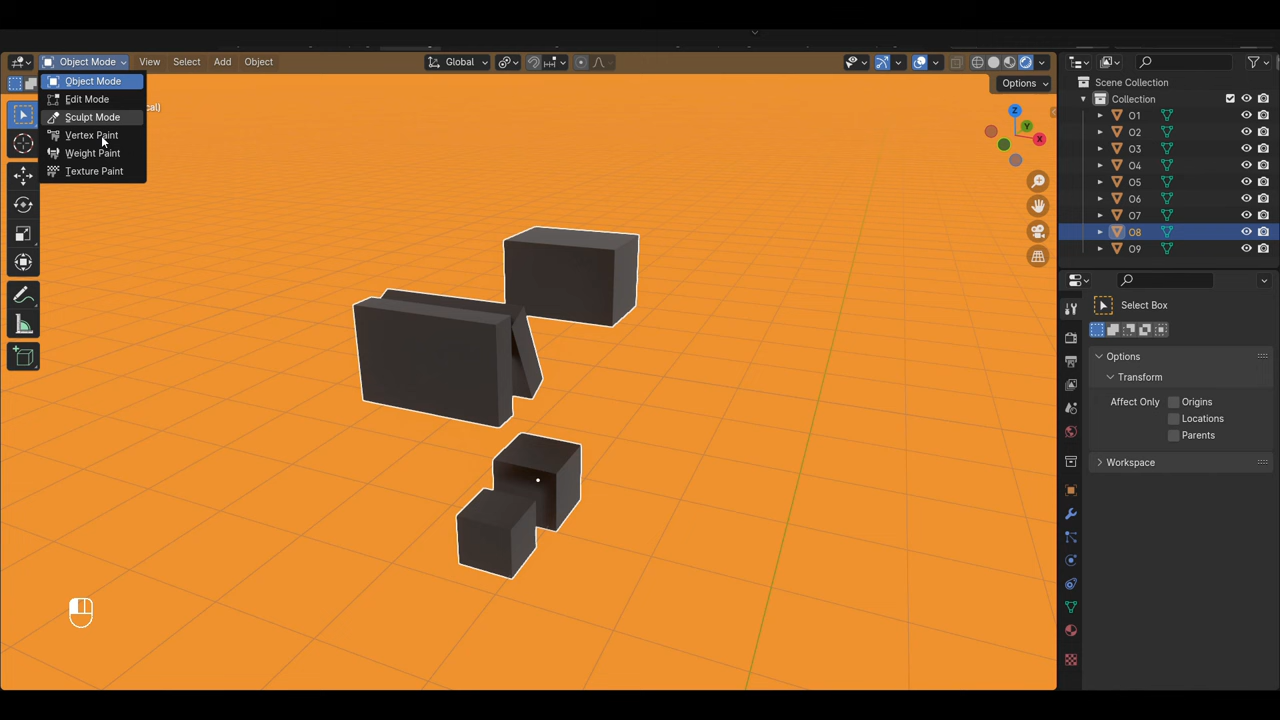 Object Mode
View
Select
Add
Object
Global
Object Mode
Edit Mode
Sculpt Mode
Vertex Paint
Weight Paint
Texture Paint
cal)
Options
Z
Y
X
Scene Collection
Collection
01
02
03
04
05
06
07
08
09
Select Box
Options
Transform
Affect Only
Origins
Locations
Parents
Workspace